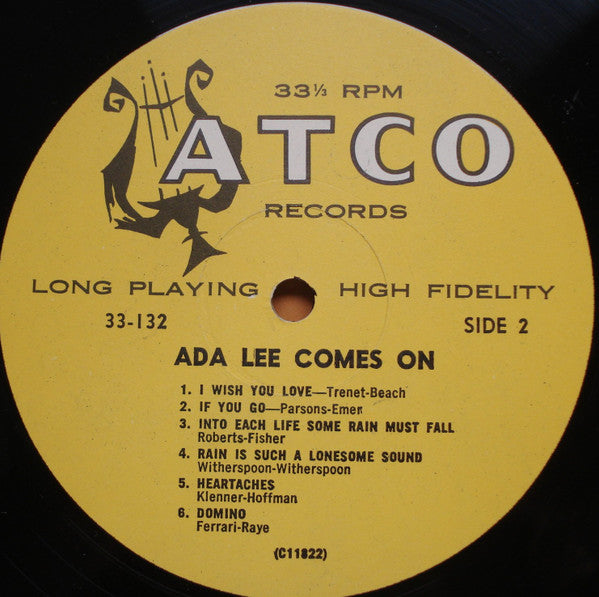 33⅓ RPM
ATCO
RECORDS
LONG PLAYING HIGH FIDELITY
33-132 SIDE 2
ADA LEE COMES ON
1. I WISH YOU LOVE—Trenet-Beach
2. IF YOU GO—Parsons-Emer
3. INTO EACH LIFE SOME RAIN MUST FALL
Roberts-Fisher
4. RAIN IS SUCH A LONESOME SOUND
Witherspoon-Witherspoon
5. HEARTACHES
Klenner-Hoffman
6. DOMINO
Ferrari-Raye
(C11822)